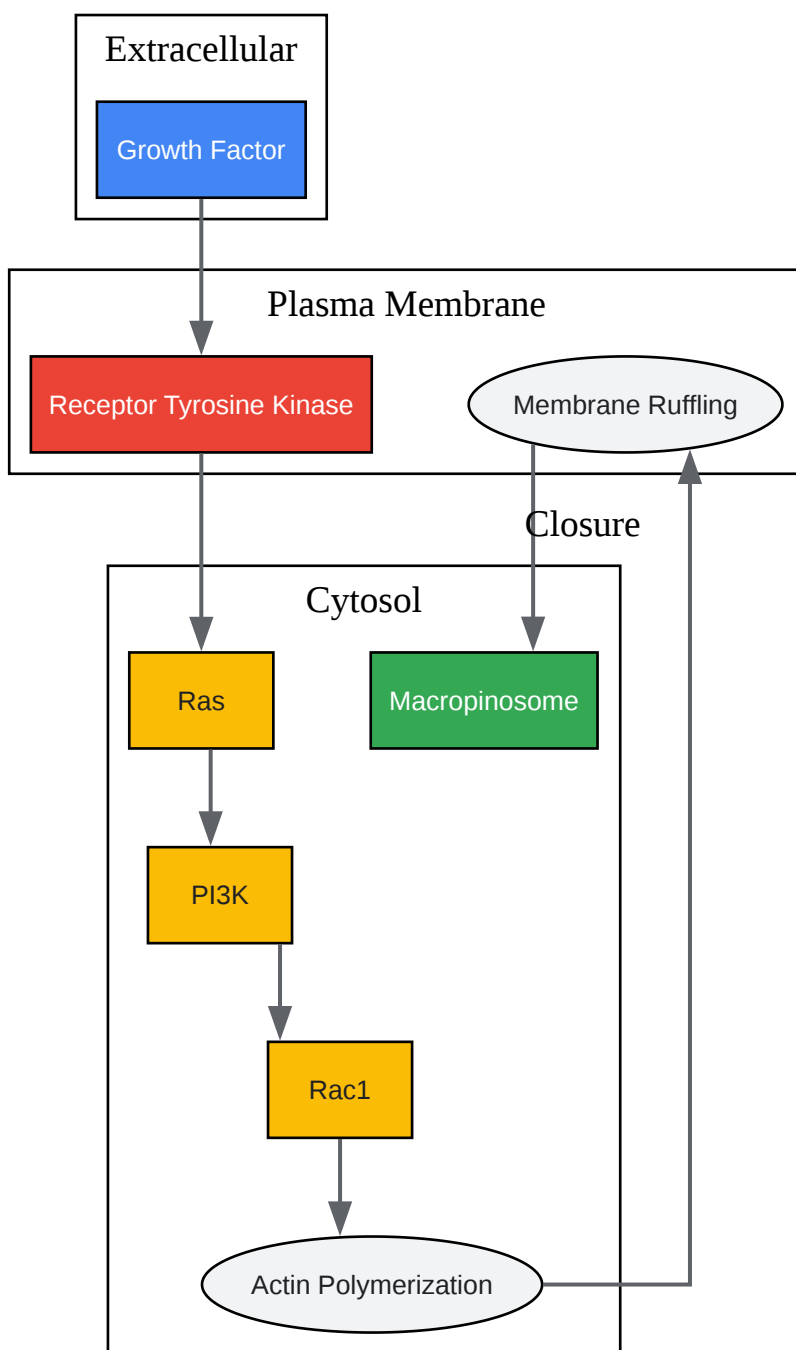 Extracellular
Growth Factor
Plasma Membrane
Receptor Tyrosine Kinase
Membrane Ruffling
Closure
Cytosol
Ras
Macropinosome
PI3K
Rac1
Actin Polymerization